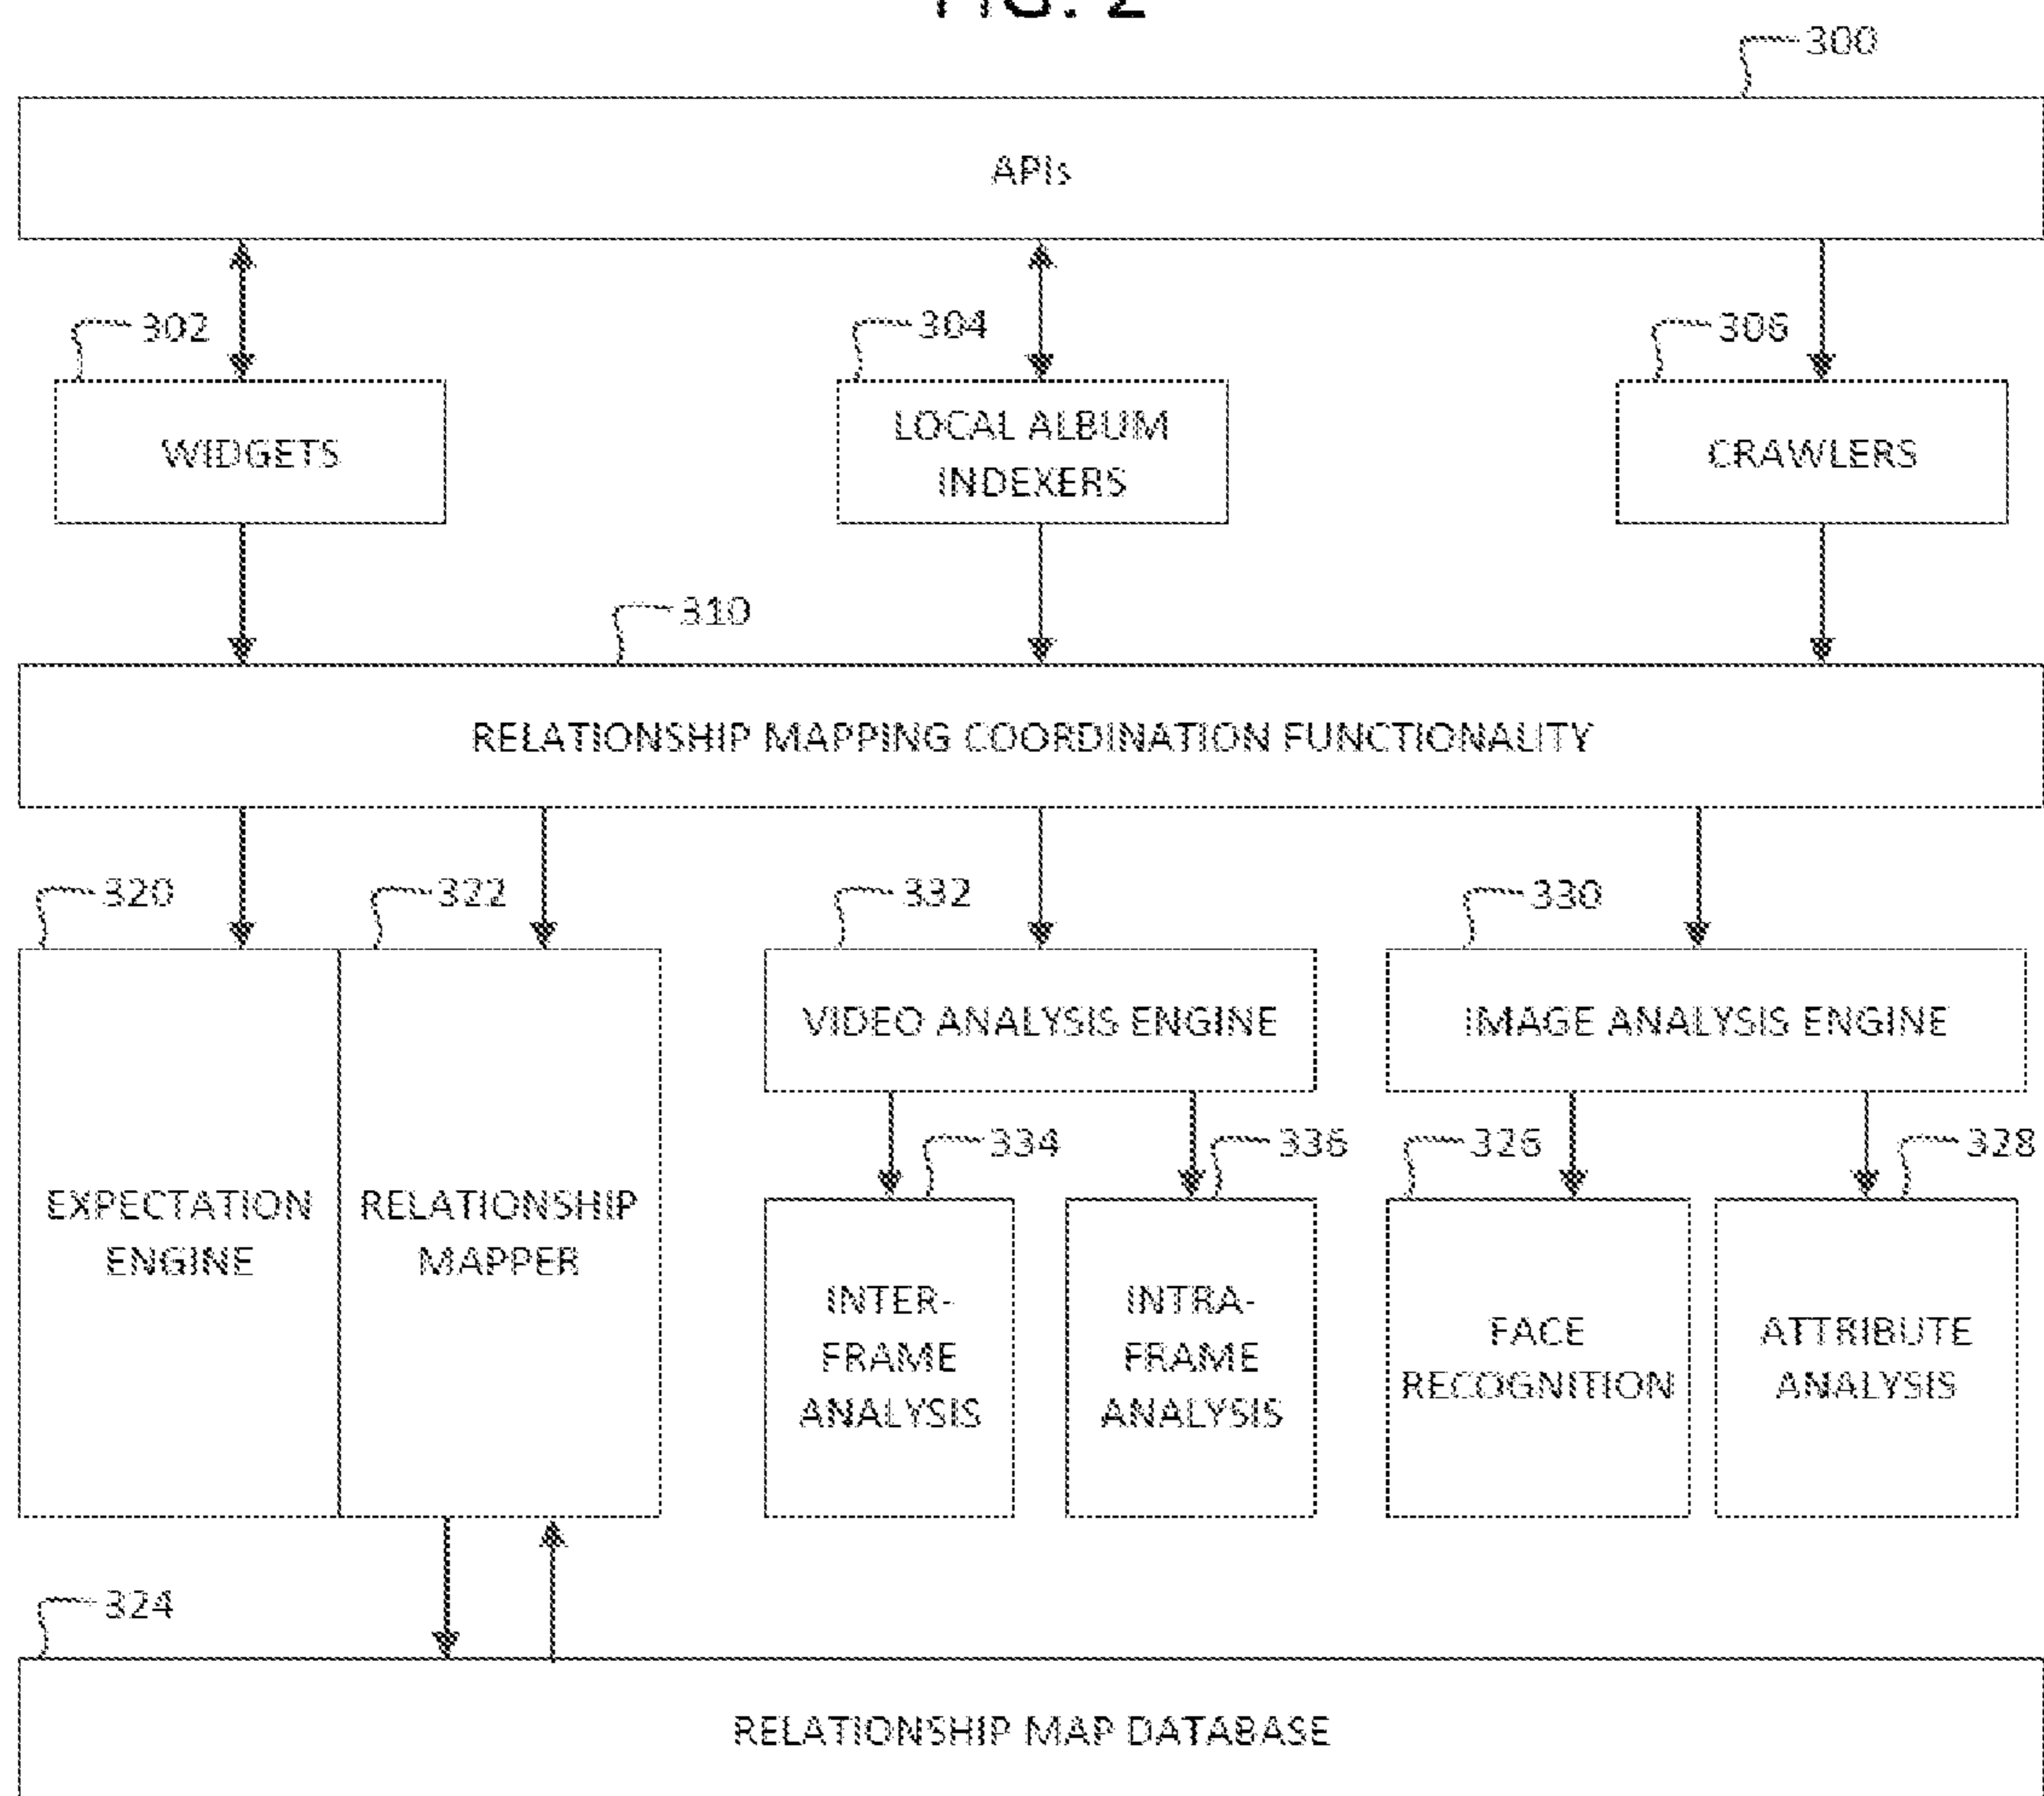 FIG. 2
300
APIs
302
304
306
WIDGETS
LOCAL ALBUM
INDEXERS
CRAWLERS
310
RELATIONSHIP MAPPING COORDINATION FUNCTIONALITY
320
322
332
330
VIDEO ANALYSIS ENGINE
IMAGE ANALYSIS ENGINE
334
336
326
328
EXPECTATION
ENGINE
RELATIONSHIP
MAPPER
INTER-
FRAME
ANALYSIS
INTRA-
FRAME
ANALYSIS
FACE
RECOGNITION
ATTRIBUTE
ANALYSIS
324
RELATIONSHIP MAP DATABASE